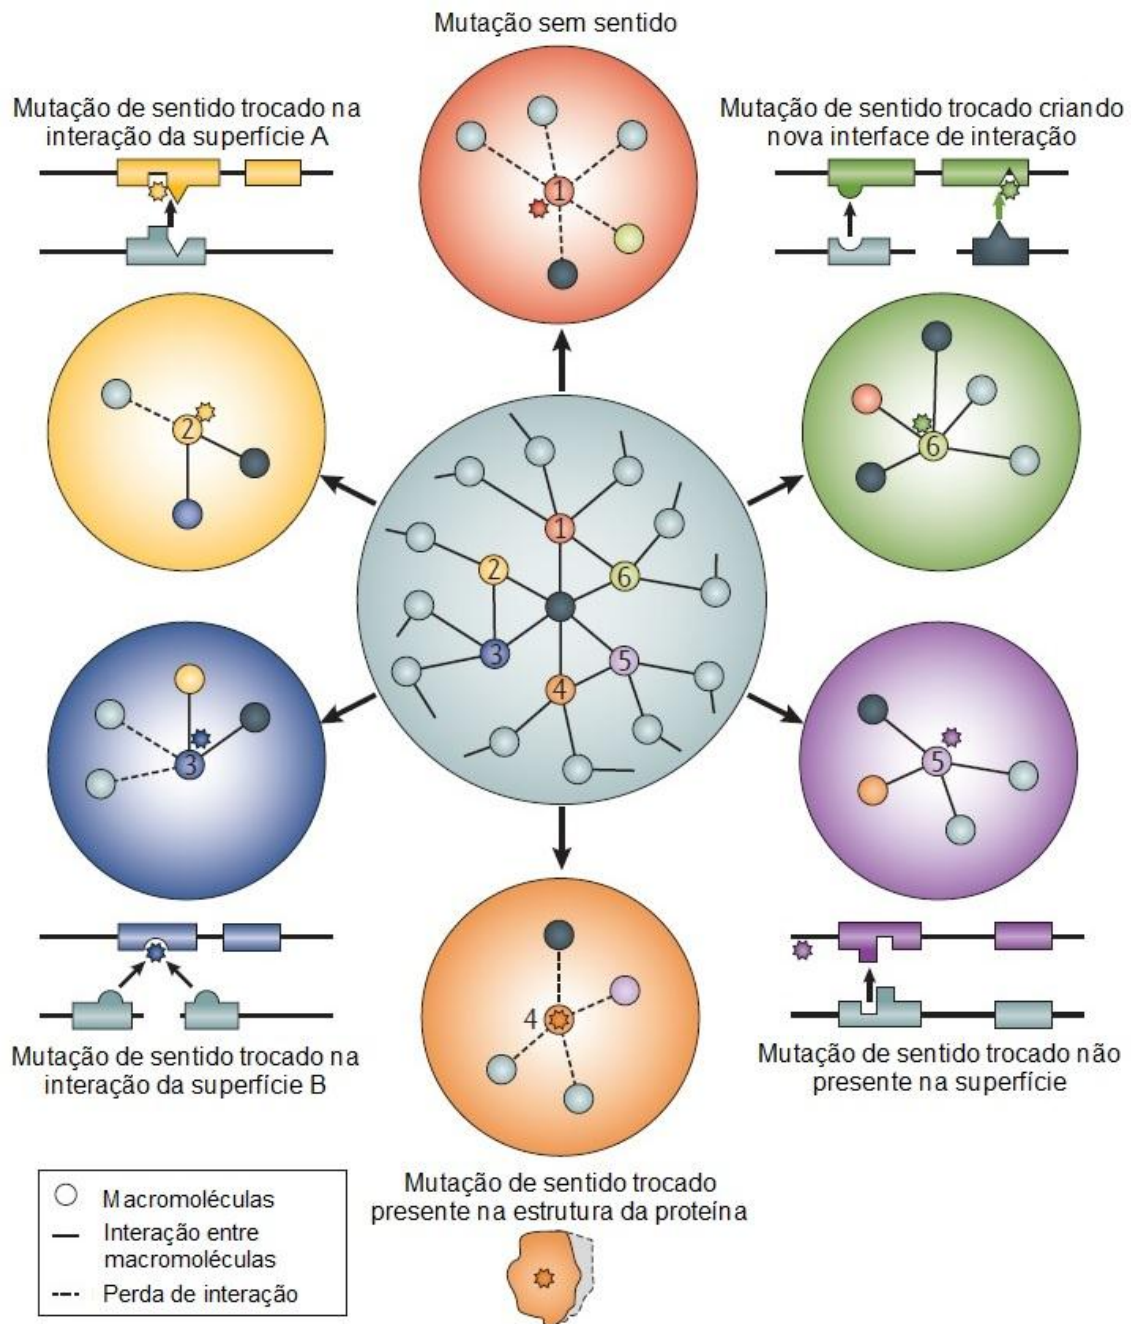 Mutação sem sentido
Mutação de sentido trocado na
interação da superfície A
Mutação de sentido trocado criando
nova interface de interação
1
2
6
1
2
6
3
5
4
3
5
4
Mutação de sentido trocado na
interação da superfície B
Mutação de sentido trocado não
presente na superfície
Mutação de sentido trocado
presente na estrutura da proteína
Macromoléculas
Interação entre
macromoléculas
Perda de interação